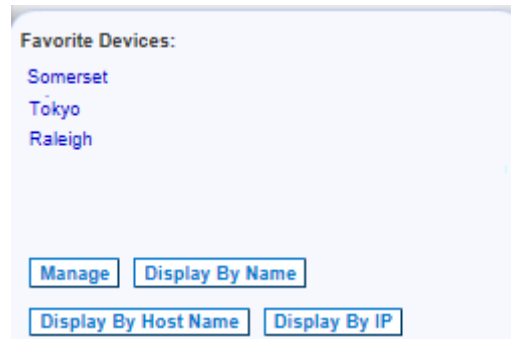 Favorite Devices:
Somerset
Tokyo
Raleigh
Manage Display By Name
Display By Host Name Display By IP